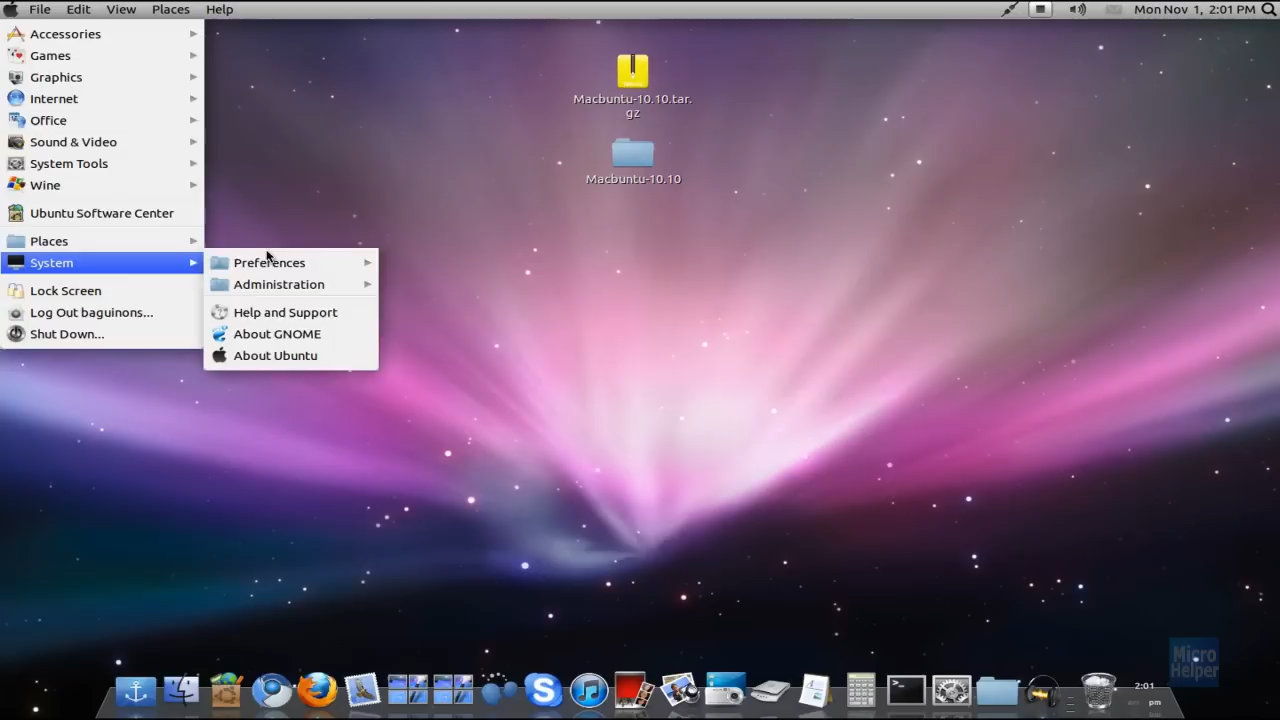 File Edit View Places Help
Mon Nov 1, 2:01 PM
Accessories
Games
Graphics
Internet
Office
Sound & Video
System Tools
Wine
Ubuntu Software Center
Places
System
Lock Screen
Log Out baguinons...
Shut Down...
Preferences
Administration
Help and Support
About GNOME
About Ubuntu
Macbuntu-10.10.tar.
gz
Macbuntu-10.10
Micro
Helper
2:01
pm